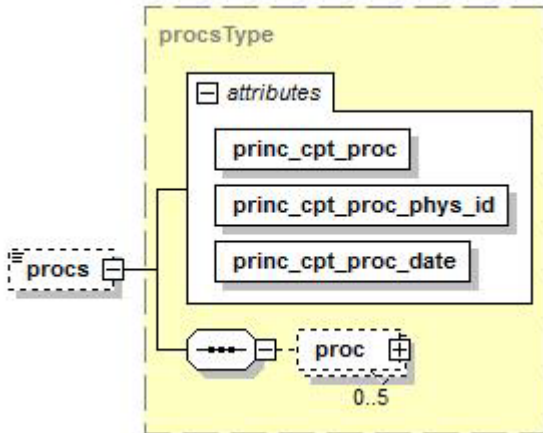 procsType
attributes
princ_cpt_proc
princ_cpt_proc_phys_id
princ_cpt_proc_date
procs
proc
0..5